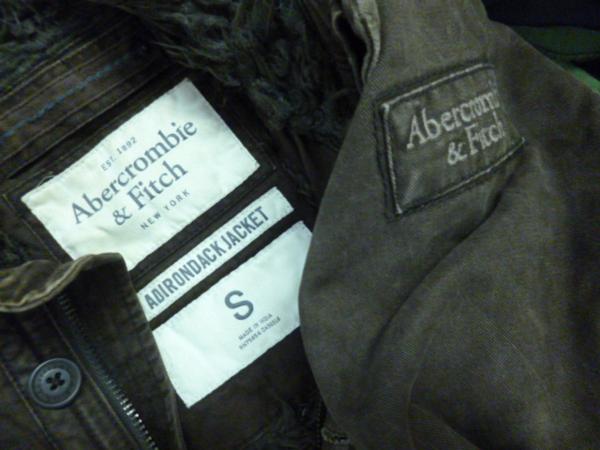 EST. 1892
Abercrombie
& Fitch
NEW YORK
ADIRONDACK JACKET
S
MADE IN INDIA
Abercrombie
& Fitch